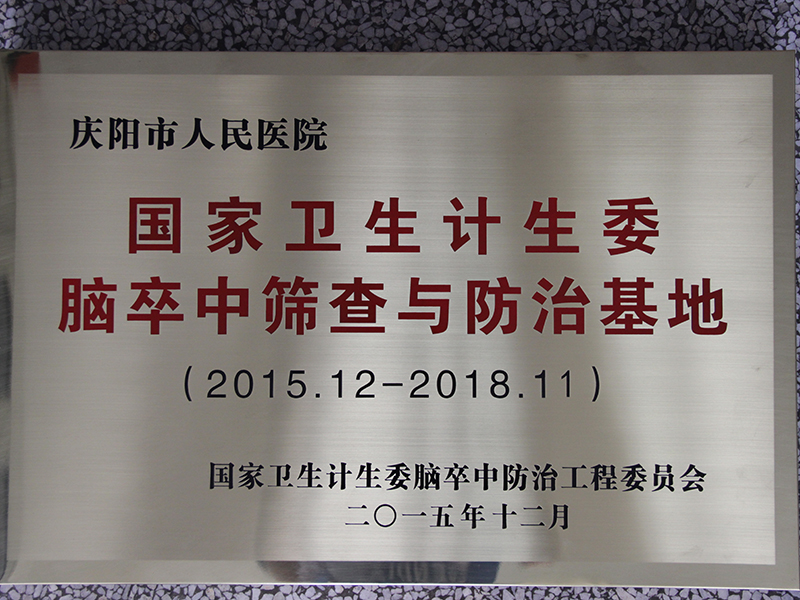 庆阳市人民医院
国家卫生计生委
脑卒中筛查与防治基地
(2015.12-2018.11)
国家卫生计生委脑卒中防治工程委员会
二〇一五年十二月